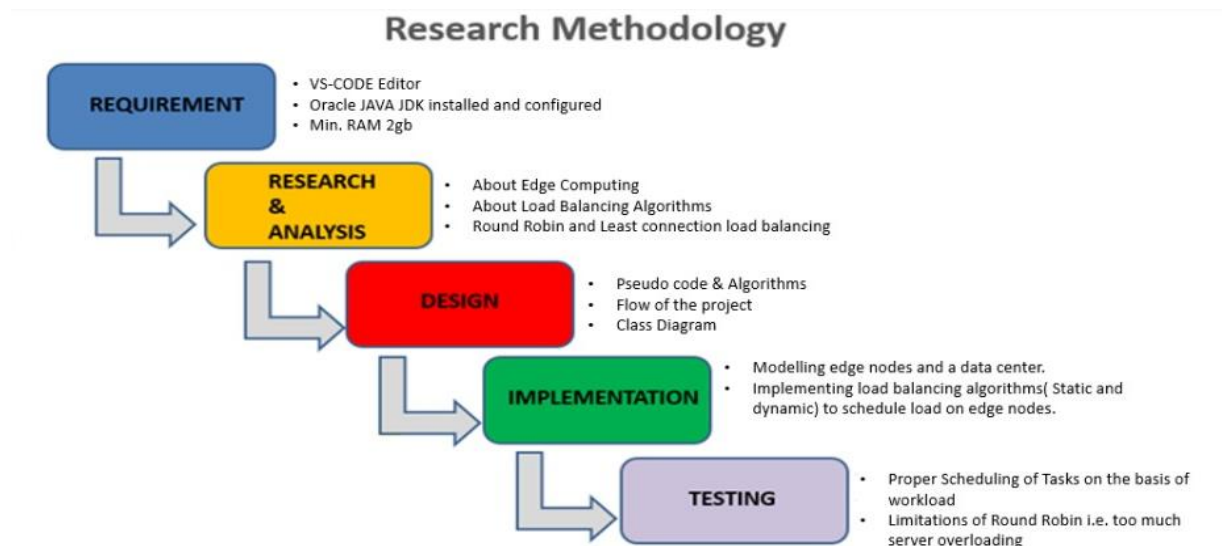 Research Methodology
REQUIREMENT
• VS-CODE Editor
• Oracle JAVA JDK installed and configured
• Min. RAM 2gb
RESEARCH
&
ANALYSIS
• About Edge Computing
• About Load Balancing Algorithms
• Round Robin and Least connection load balancing
DESIGN
• Pseudo code & Algorithms
• Flow of the project
• Class Diagram
IMPLEMENTATION
• Modelling edge nodes and a data center.
• Implementing load balancing algorithms( Static and
dynamic) to schedule load on edge nodes.
TESTING
• Proper Scheduling of Tasks on the basis of
workload
• Limitations of Round Robin i.e. too much
server overloading